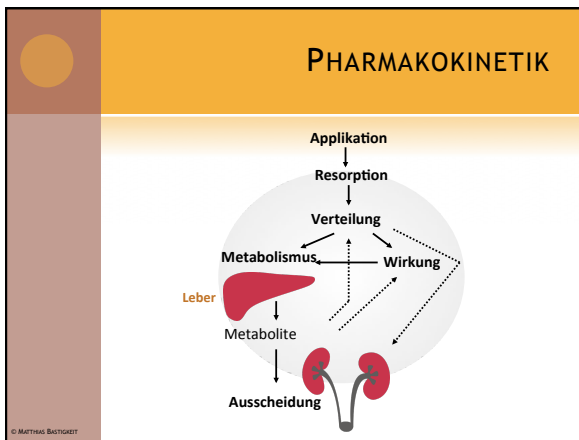 PHARMAKOKINETIK
Applikation
Resorption
Verteilung
Metabolismus
Wirkung
Leber
Metabolite
Ausscheidung
© MATTHIAS BASTIGKEIT